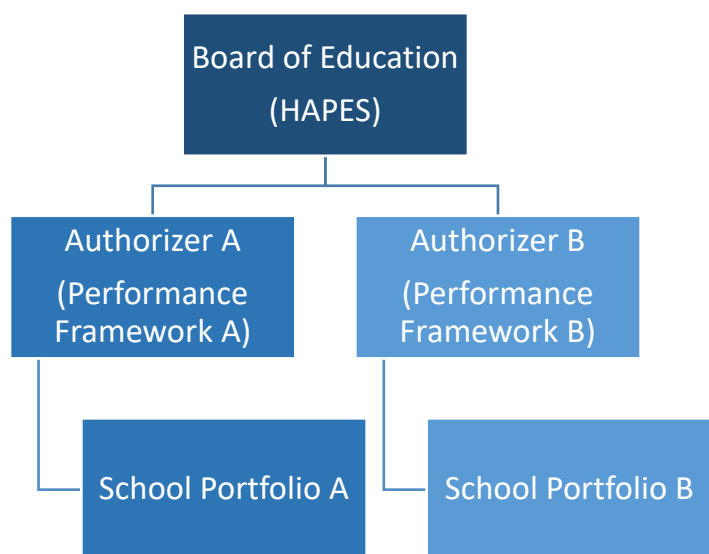 Board of Education
(HAPES)
Authorizer A
(Performance
Framework A)
Authorizer B
(Performance
Framework B)
School Portfolio A
School Portfolio B